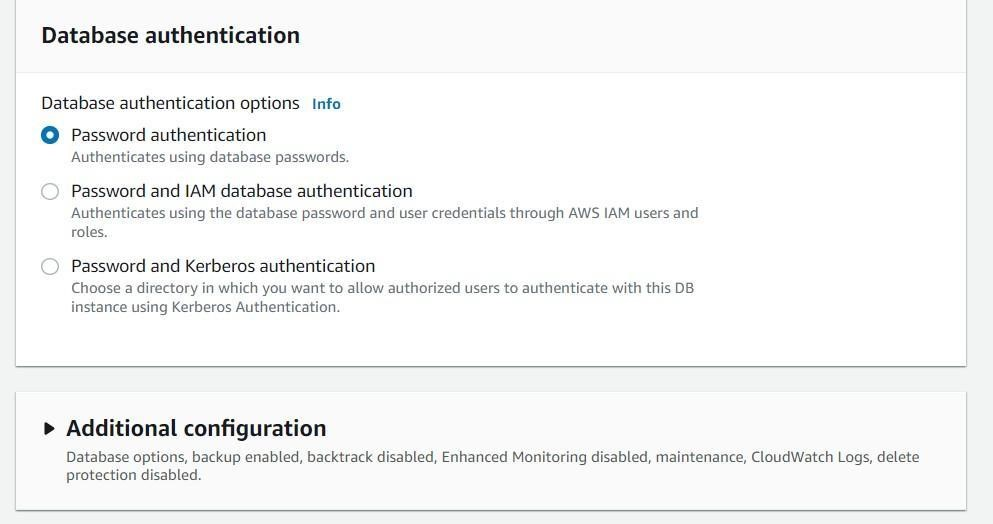 Database authentication
Database authentication options Info
Password authentication
Authenticates using database passwords.
Password and IAM database authentication
Authenticates using the database password and user credentials through AWS IAM users and
roles.
Password and Kerberos authentication
Choose a directory in which you want to allow authorized users to authenticate with this DB
instance using Kerberos Authentication.
Additional configuration
Database options, backup enabled, backtrack disabled, Enhanced Monitoring disabled, maintenance, CloudWatch Logs, delete
protection disabled.